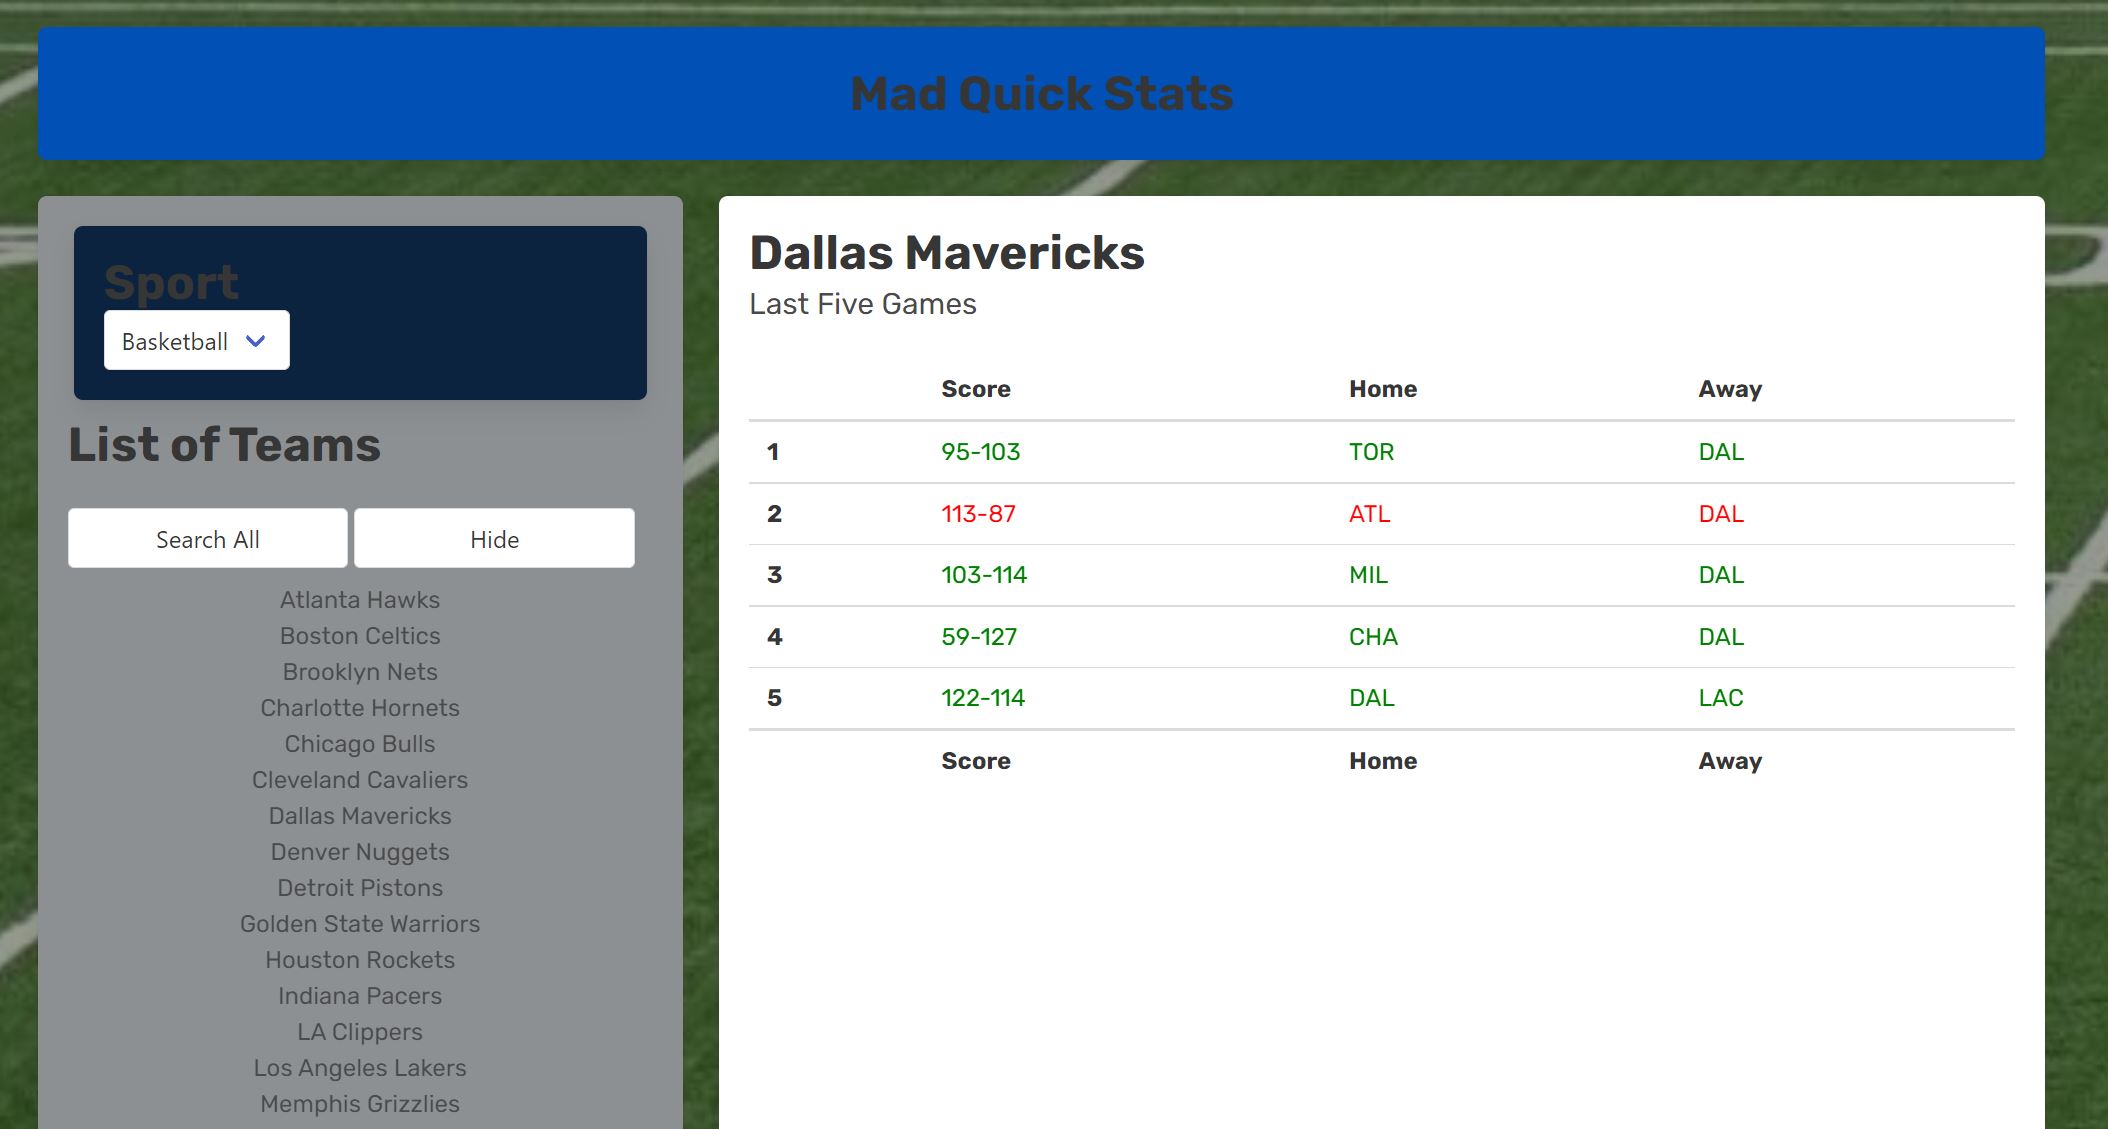 Mad Quick Stats
Sport
Basketball
List of Teams
Search All Hide
Atlanta Hawks
Boston Celtics
Brooklyn Nets
Charlotte Hornets
Chicago Bulls
Cleveland Cavaliers
Dallas Mavericks
Denver Nuggets
Detroit Pistons
Golden State Warriors
Houston Rockets
Indiana Pacers
LA Clippers
Los Angeles Lakers
Memphis Grizzlies
Dallas Mavericks
Last Five Games
Score Home Away
1 95-103 TOR DAL
2 113-87 ATL DAL
3 103-114 MIL DAL
4 59-127 CHA DAL
5 122-114 DAL LAC
Score Home Away